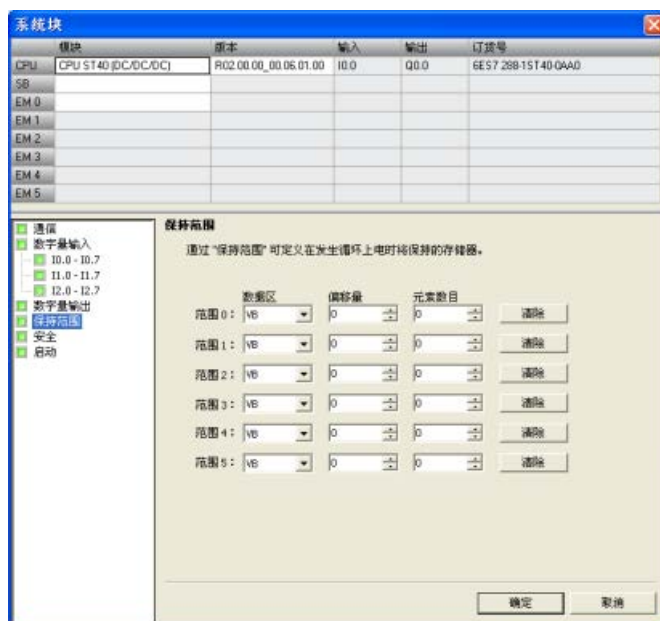 系统块
模块 版本 输入 输出 订货号
CPU CPU ST40 (DC/DC/DC) R02.00.00_00.06.01.00 I0.0 Q0.0 6ES7 288-1ST40-0AA0
SB
EM 0
EM 1
EM 2
EM 3
EM 4
EM 5
通信
数字量输入
I0.0 - I0.7
I1.0 - I1.7
I2.0 - I2.7
数字量输出
保持范围
安全
启动
保持范围
通过“保持范围”可定义在发生循环上电时将保持的存储器。
数据区 偏移量 元素数目
范围0： VB 0 0 清除
范围1： VB 0 0 清除
范围2： VB 0 0 清除
范围3： VB 0 0 清除
范围4： VB 0 0 清除
范围5： VB 0 0 清除
确定 取消